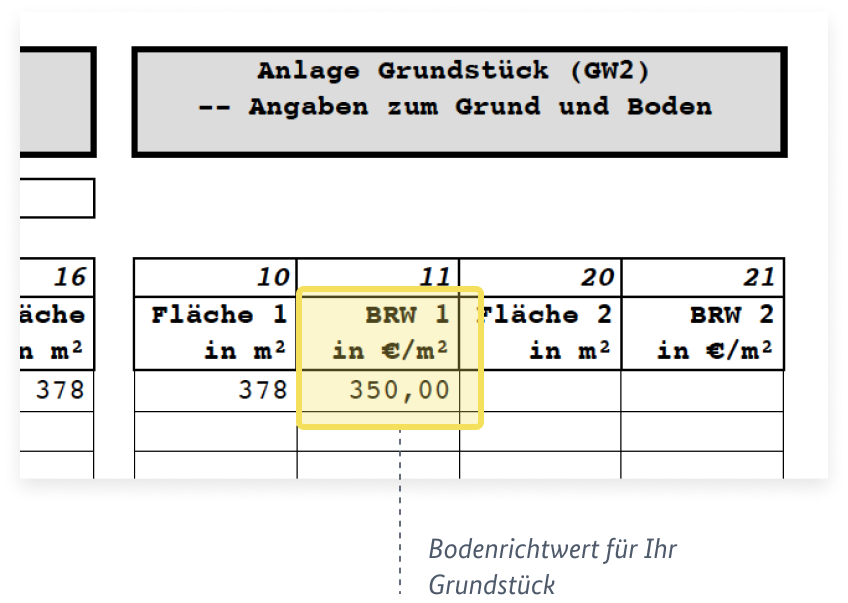 Anlage Grundstück (GW2)
-- Angaben zum Grund und Boden
16 10 11 20 21
äche Fläche 1 BRW 1 Fläche 2 BRW 2
n m² in m² in €/m² in m² in €/m²
378 378 350,00
Bodenrichtwert für Ihr
Grundstück